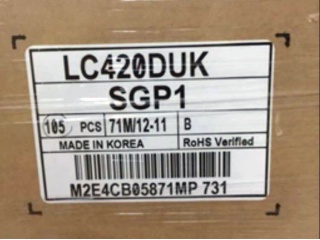 LC420DUK
SGP1
105 PCS 71M/12-11 B
MADE IN KOREA RoHS Verified
M2E4CB05871MP 731